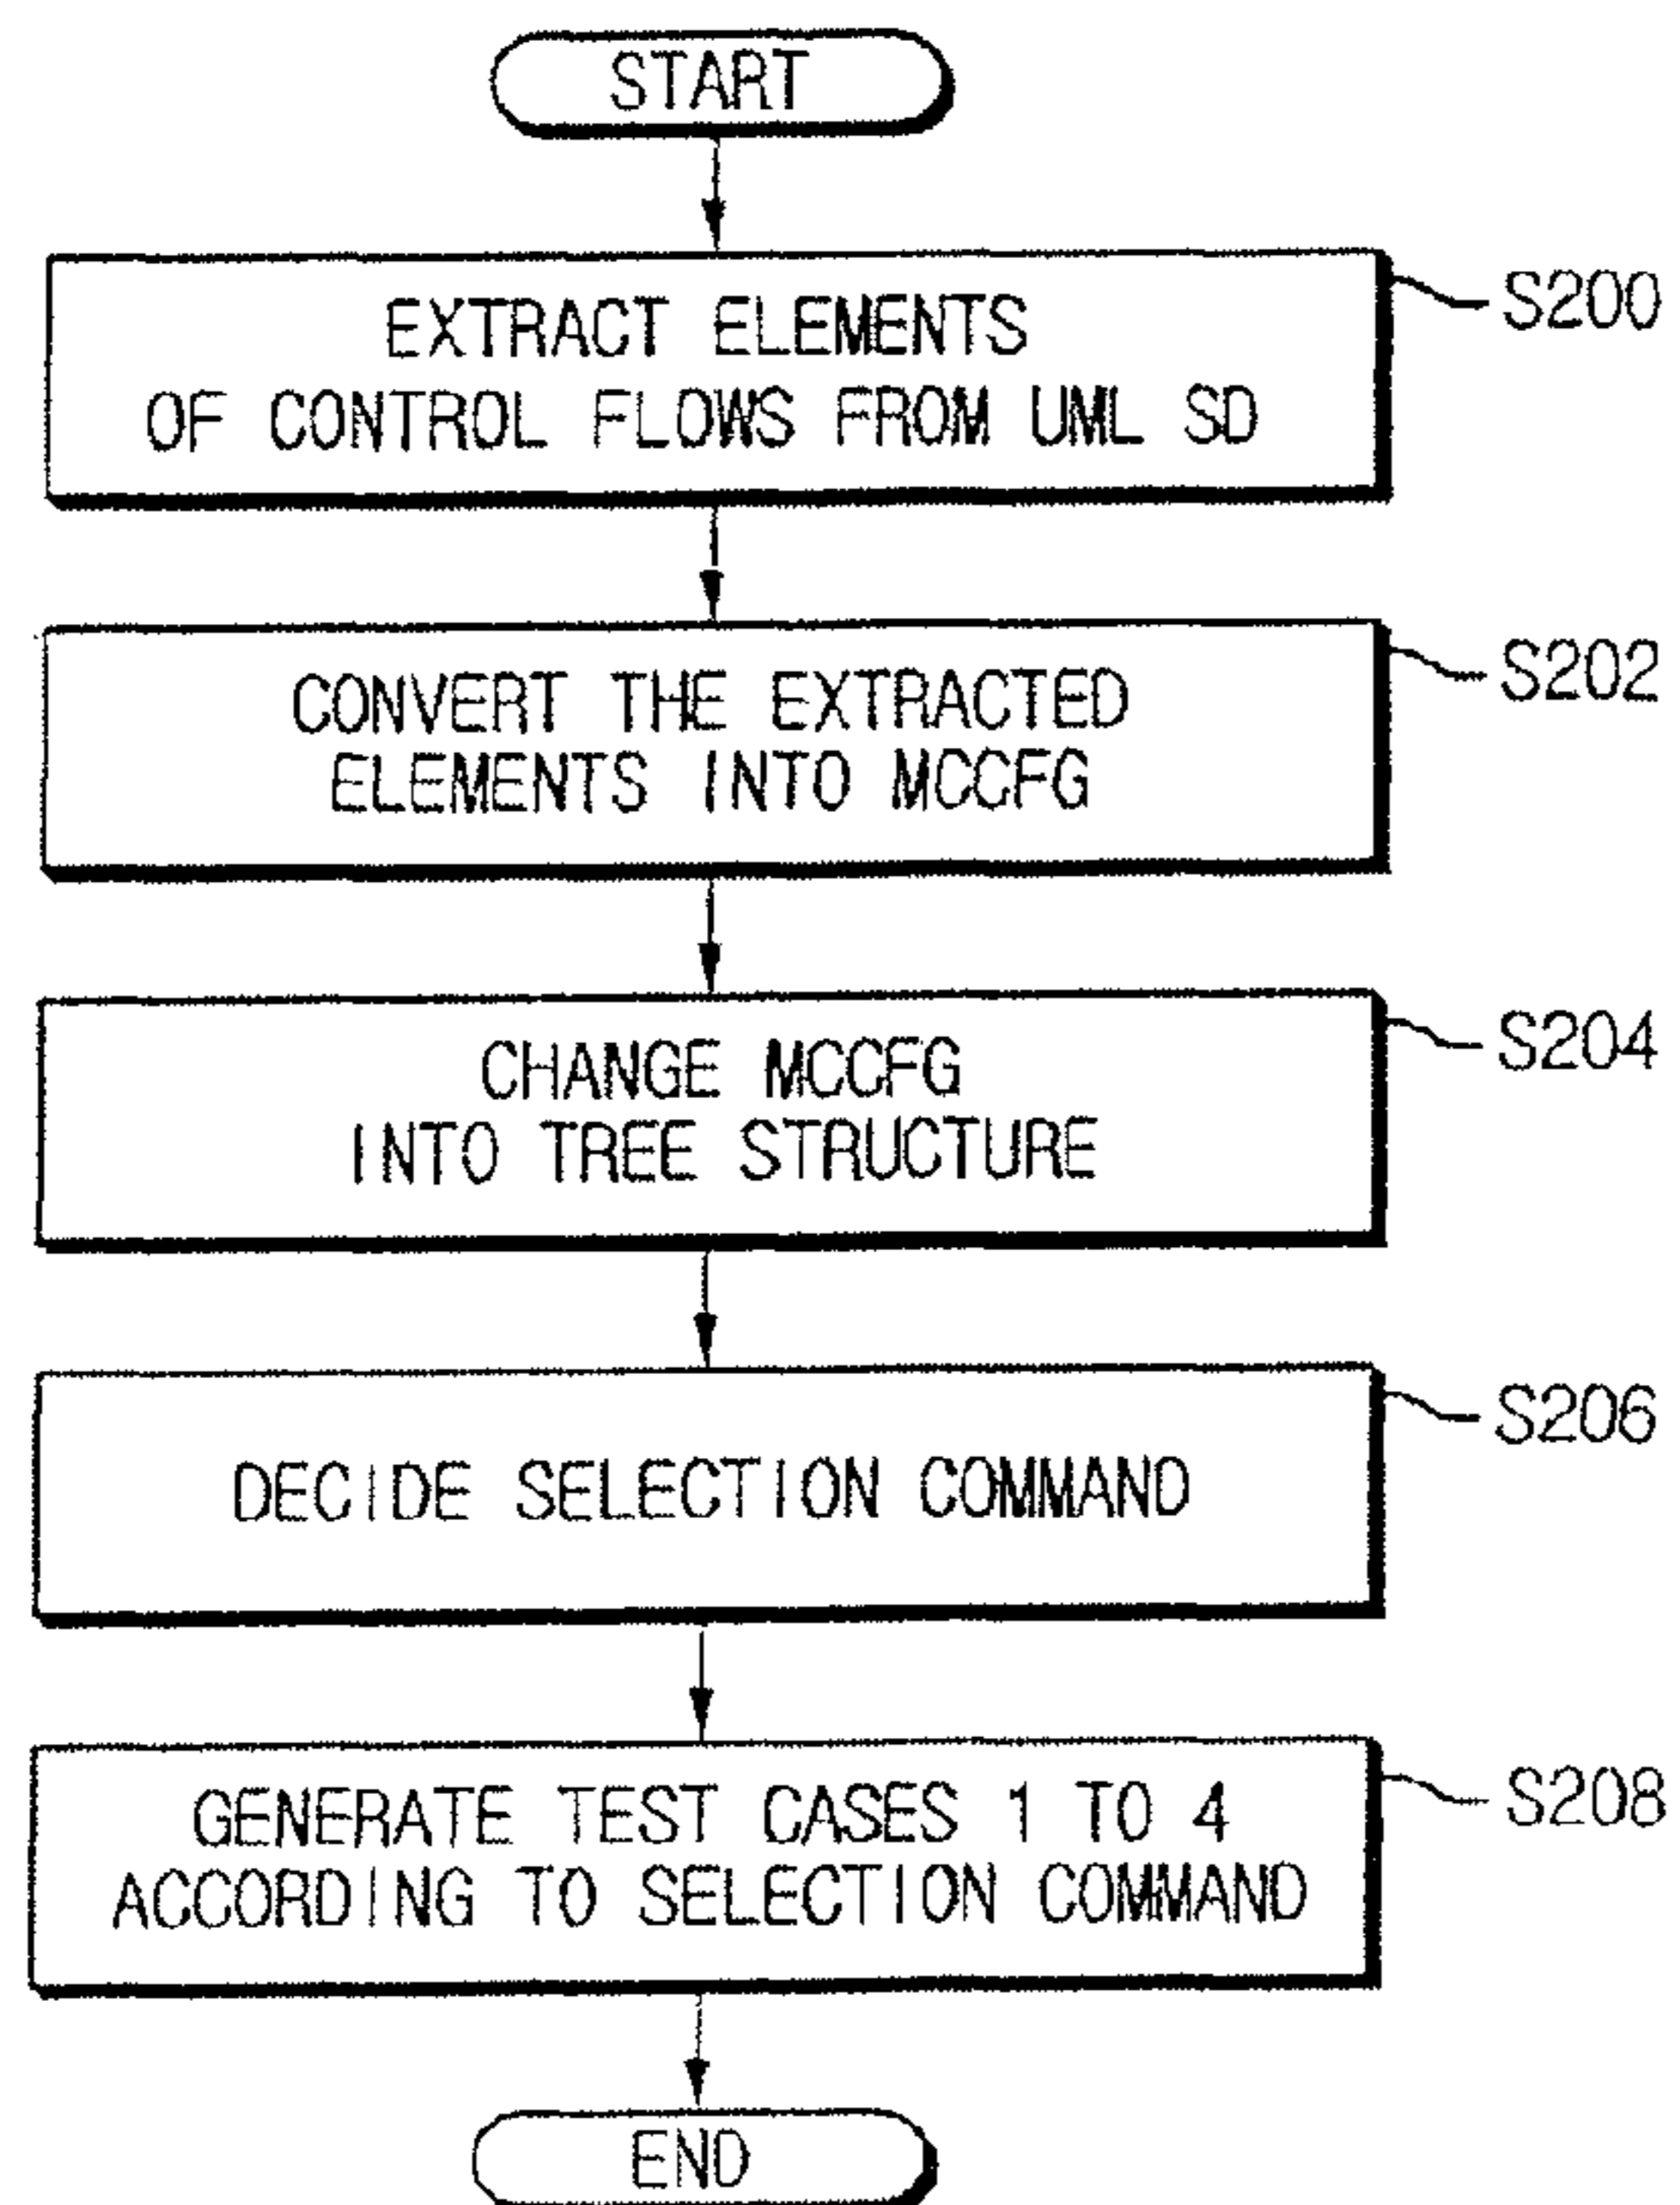 START
EXTRACT ELEMENTS
OF CONTROL FLOWS FROM UML SD
S200
CONVERT THE EXTRACTED
ELEMENTS INTO MCCFG
S202
CHANGE MCCFG
INTO TREE STRUCTURE
S204
DECIDE SELECTION COMMAND
S206
GENERATE TEST CASES 1 TO 4
ACCORDING TO SELECTION COMMAND
S208
END